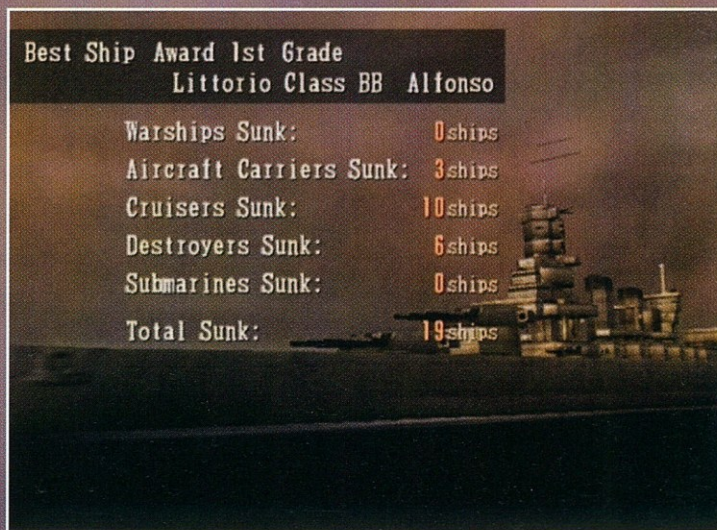 Best Ship Award 1st Grade
Littorio Class BB Alfonso
Warships Sunk: 0ships
Aircraft Carriers Sunk: 3ships
Cruisers Sunk: 10ships
Destroyers Sunk: 6ships
Submarines Sunk: 0ships
Total Sunk: 19ships